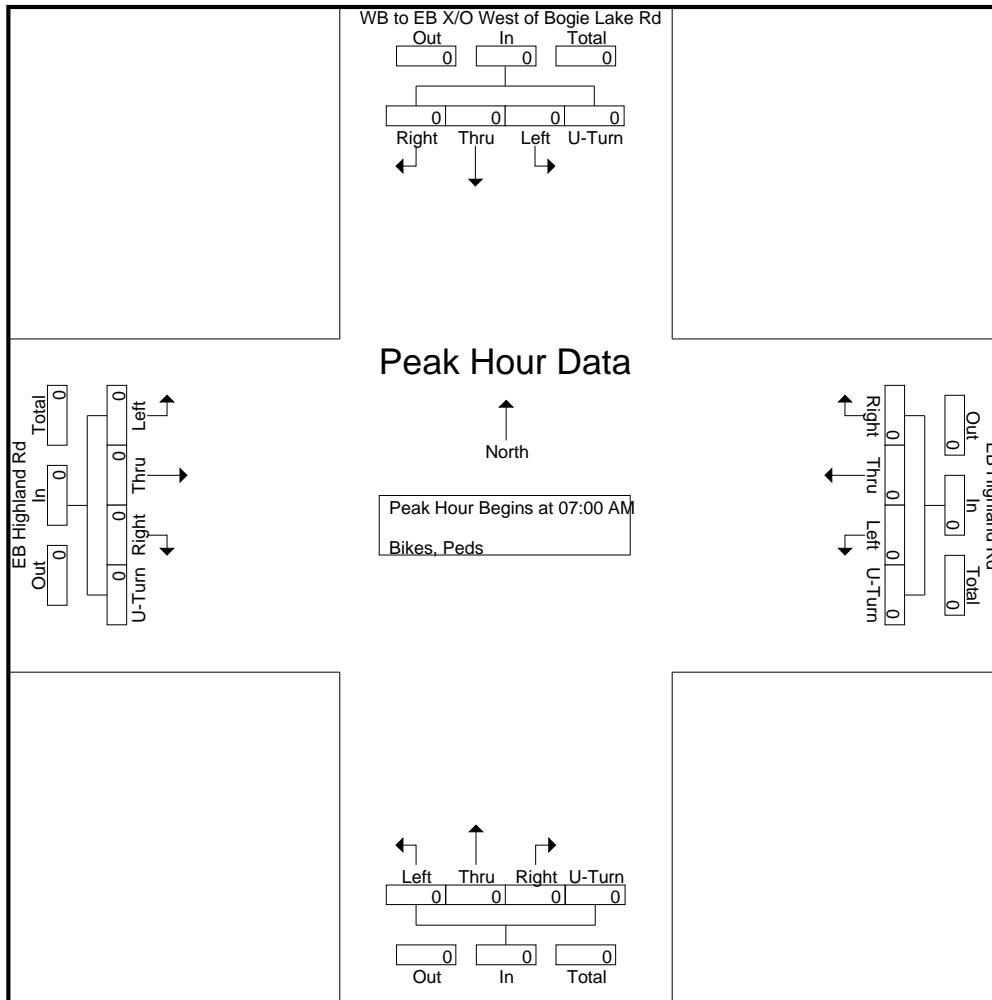 WB to EB X/O West of Bogie Lake Rd
Out In Total
0 0 0
0 0 0 0
Right Thru Left U-Turn
Peak Hour Data
North
Peak Hour Begins at 07:00 AM
Bikes, Peds
EB Highland Rd
Total In Out
0 0 0
0 0 0 0
Left Thru Right U-Turn
Right Thru Left U-Turn
0 0 0 0
0 0 0
Out In Total
EB Highland Rd
Left Thru Right U-Turn
0 0 0 0
0 0 0
Out In Total